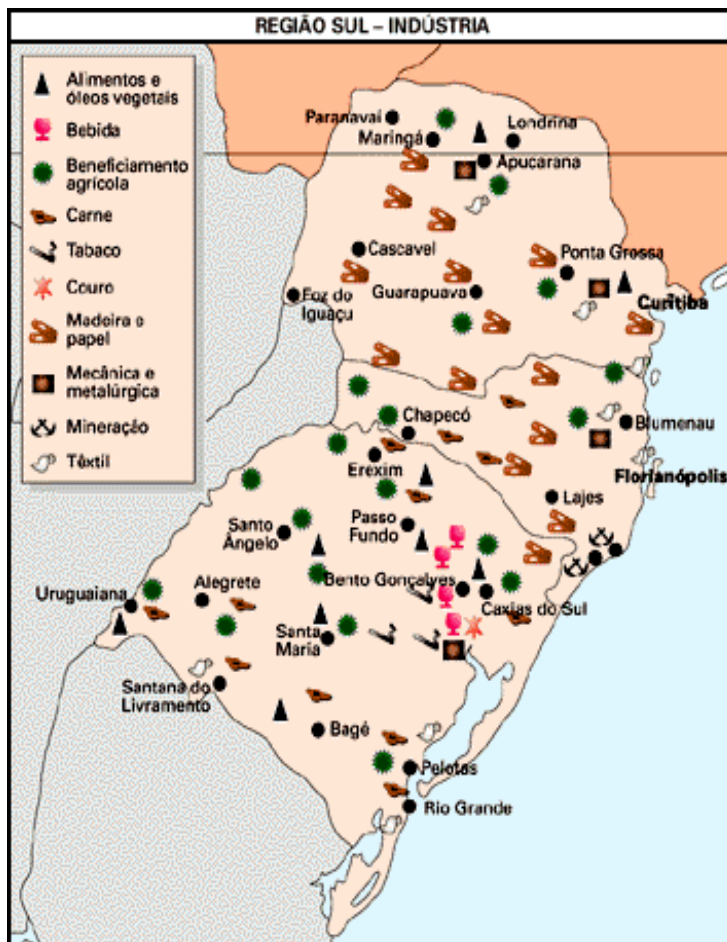 REGIÃO SUL – INDÚSTRIA
Alimentos e
óleos vegetais
Bebida
Beneficiamento
agrícola
Carne
Tabaco
Couro
Madeira e
papel
Mecânica e
metalúrgica
Mineração
Têxtil
Paranavaí
Maringá
Londrina
Apucarana
Cascavel
Ponta Grossa
Foz do
Iguaçu
Guarapuava
Curitiba
Chapecó
Blumenau
Erexim
Florianópolis
Lajes
Santo
Ângelo
Passo
Fundo
Bento Gonçalves
Uruguaiana
Alegrete
Caxias do Sul
Santa
Maria
Santana do
Livramento
Bagé
Pelotas
Rio Grande